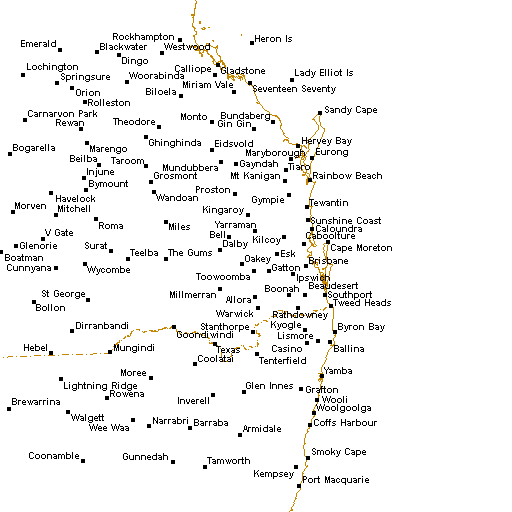 Rockhampton
Heron Is
Emerald
Blackwater
Westwood
Dingo
Lochington
Calliope
Gladstone
Springsure
Woorabinda
Miriam Vale
Lady Elliot Is
Orion
Biloela
Seventeen Seventy
Rolleston
Sandy Cape
Carnarvon Park
Rewan
Theodore
Monto
Bundaberg
Gin Gin
Ghinghinda
Hervey Bay
Bogarella
Marengo
Eidsvold
Maryborough
Eurong
Beilba
Taroom
Mundubbera
Gayndah
Tiaro
Injune
Grosmont
Mt Kanigan
Rainbow Beach
Bymount
Havelock
Wandoan
Proston
Gympie
Morven
Mitchell
Kingaroy
Tewantin
Roma
Miles
Yarraman
Sunshine Coast
V Gate
Bell
Kilcoy
Caloundra
Caboolture
Glenorie
Surat
Dalby
Cape Moreton
Boatman
Teelba
The Gums
Oakey
Esk
Brisbane
Cunnyana
Wycombe
Toowoomba
Gatton
Ipswich
St George
Millmerran
Boonah
Beaudesert
Bollon
Allora
Southport
Warwick
Rathdowney
Tweed Heads
Dirranbandi
Goondiwindi
Stanthorpe
Kyogle
Byron Bay
Hebel
Mungindi
Texas
Lismore
Casino
Ballina
Coolatai
Tenterfield
Lightning Ridge
Moree
Yamba
Brewarrina
Rowena
Inverell
Glen Innes
Grafton
Wooli
Walgett
Wee Waa
Narrabri
Barraba
Woolgoolga
Armidale
Coffs Harbour
Coonamble
Gunnedah
Tamworth
Smoky Cape
Kempsey
Port Macquarie